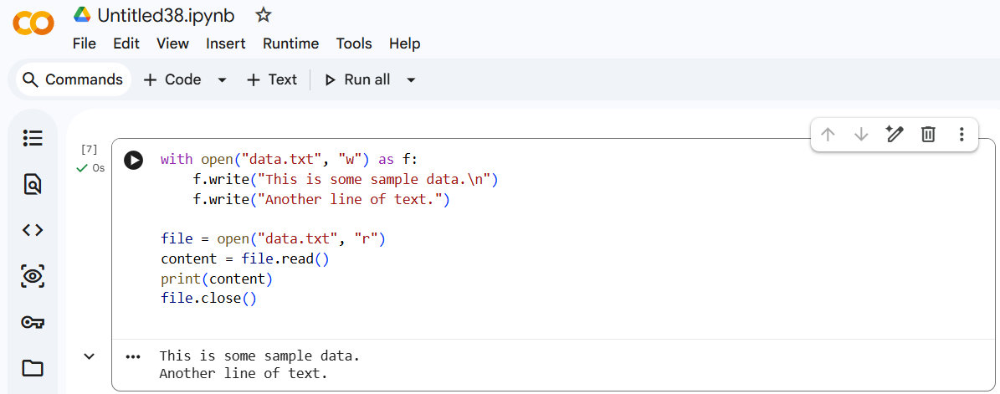 Untitled38.ipynb
File Edit View Insert Runtime Tools Help
Commands + Code + Text Run all
[7]
0s
with open("data.txt", "w") as f:
    f.write("This is some sample data.\n")
    f.write("Another line of text.")
file = open("data.txt", "r")
content = file.read()
print(content)
file.close()
This is some sample data.
Another line of text.